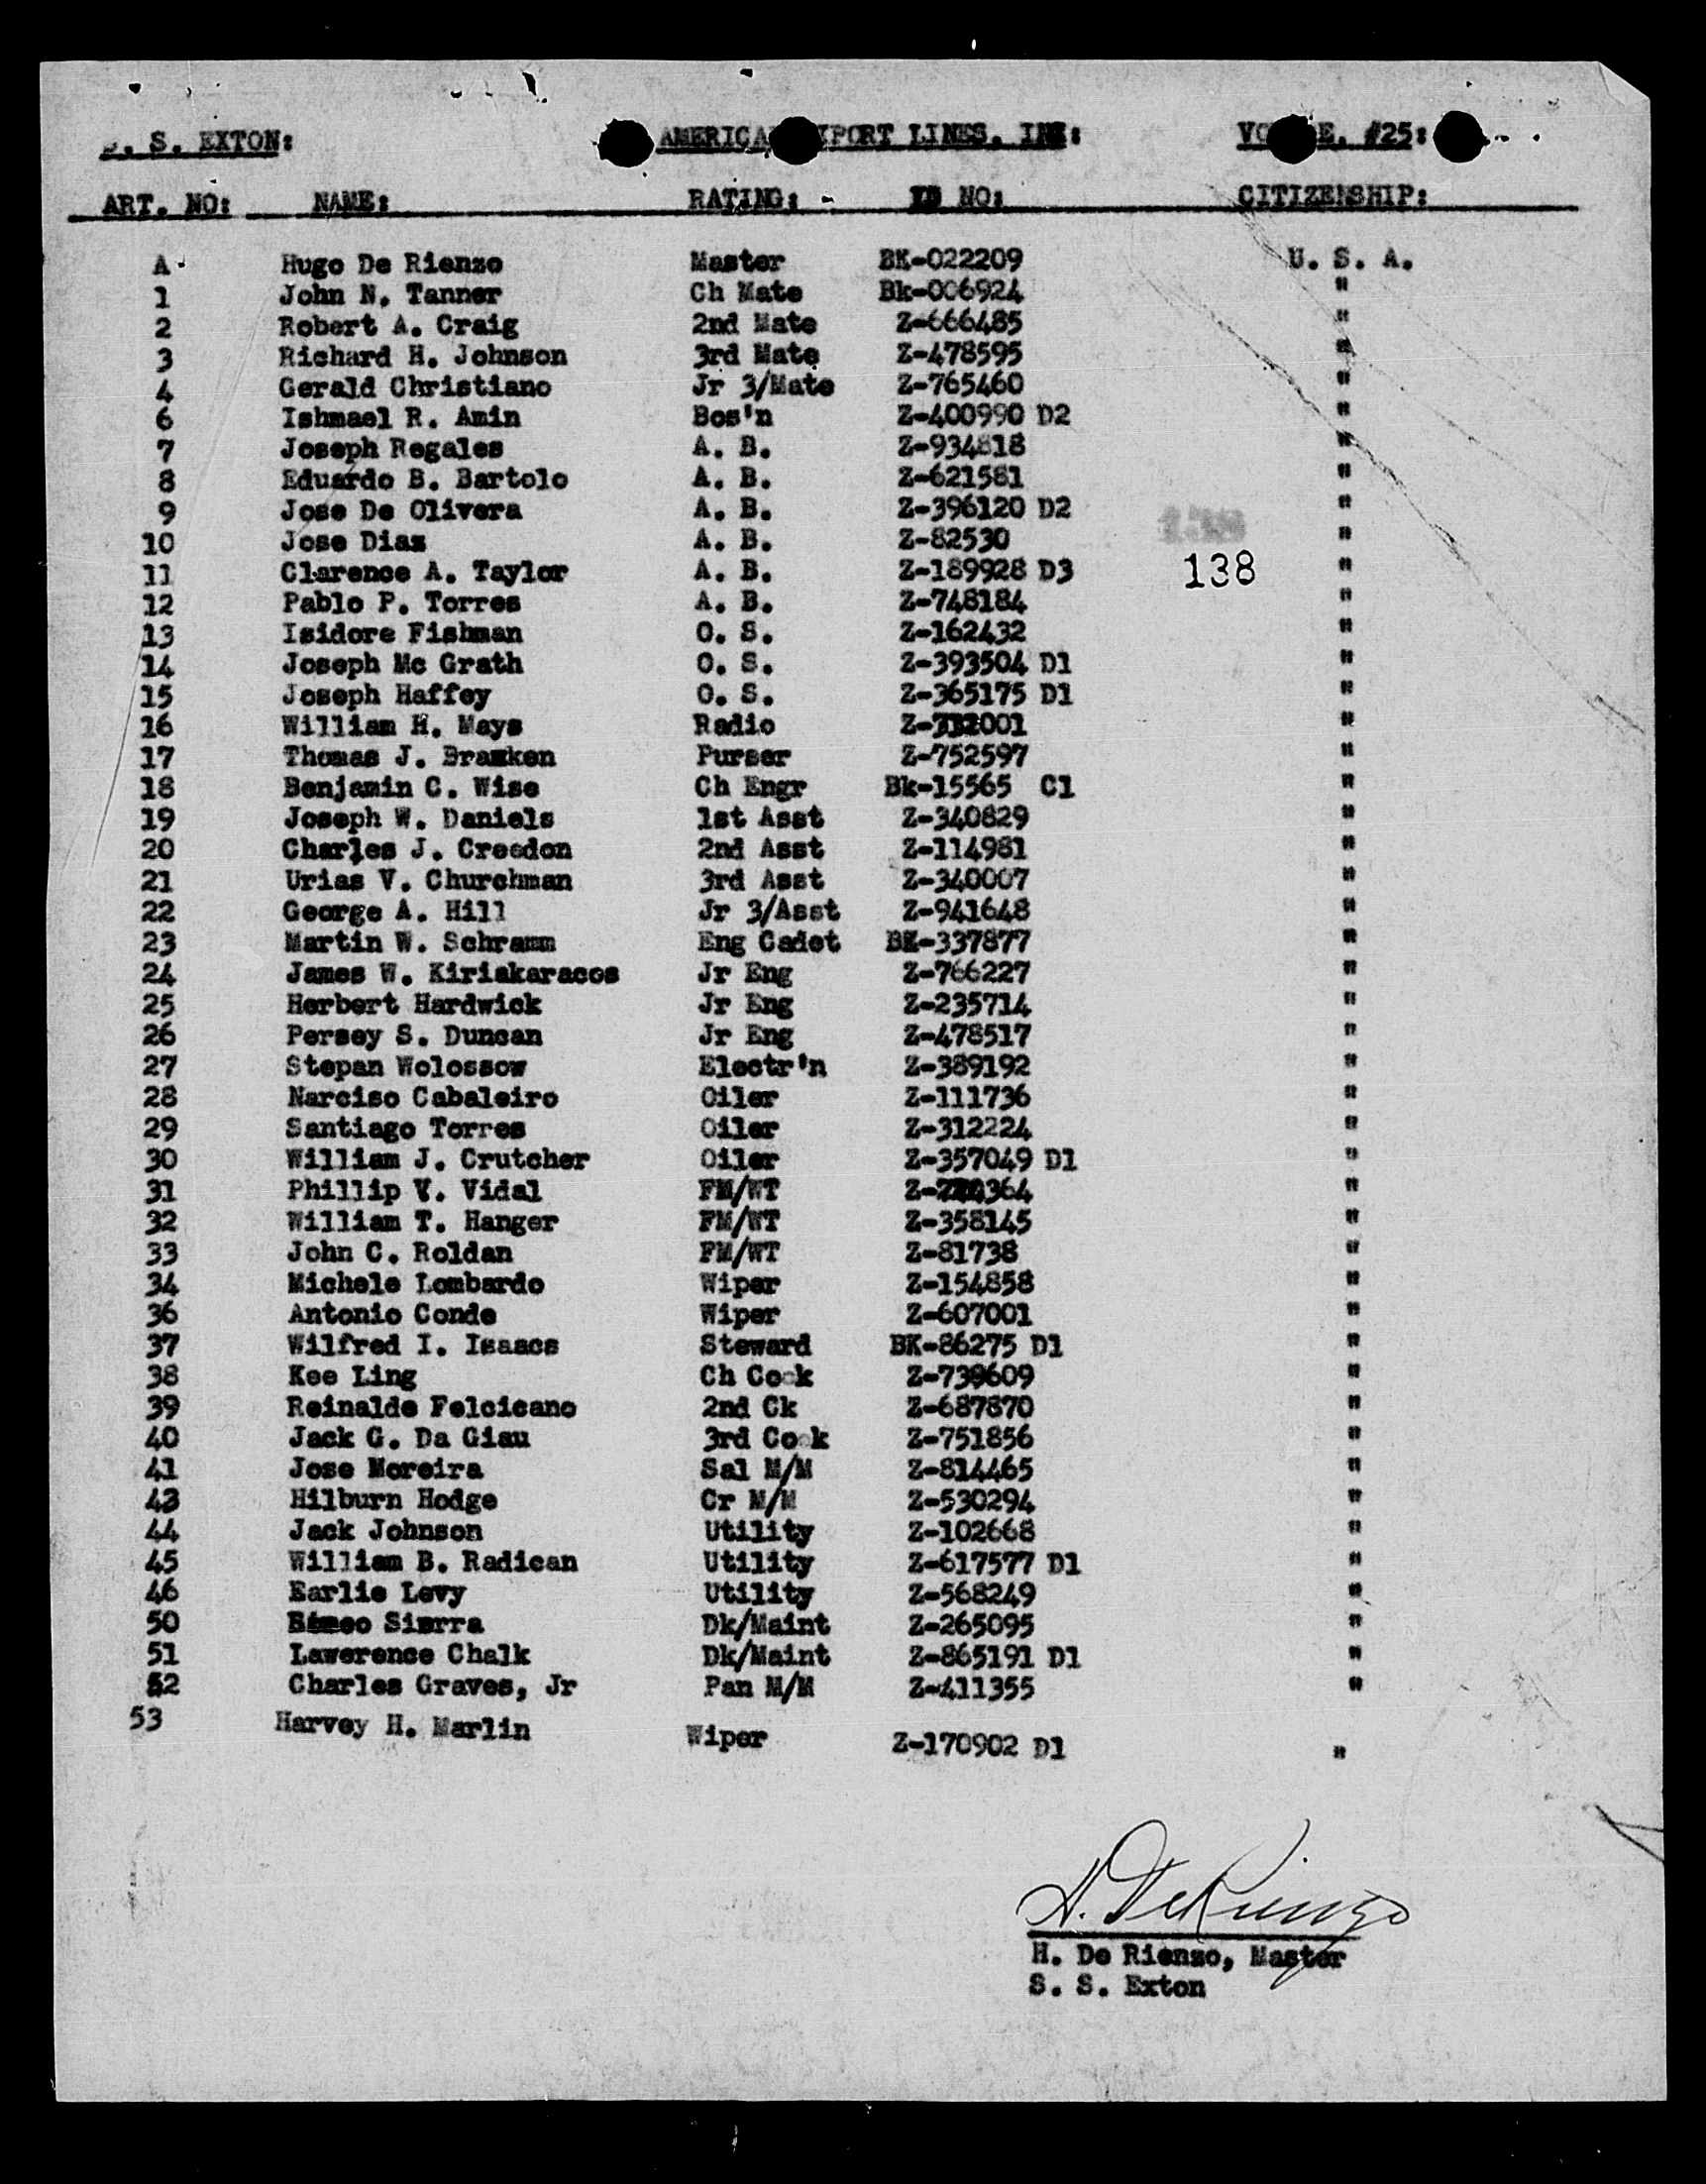 S. EXTON: AMERICA PORT LINES. INC: VO E. #25:
ART. NO: NAME: RATING: - ID NO: CITIZENSHIP:
A Hugo De Rienzo Master BK-022209 U. S. A.
1 John N. Tanner Ch Mate Bk-006924 "
2 Robert A. Craig 2nd Mate Z-666485 "
3 Richard H. Johnson 3rd Mate Z-478595 "
4 Gerald Christiano Jr 3/Mate Z-765460 "
6 Ishmael R. Amin Bos'n Z-400990 D2 "
7 Joseph Regales A. B. Z-934818 "
8 Eduardo B. Bartolo A. B. Z-621581 "
9 Jose De Olivera A. B. Z-396120 D2 "
10 Jose Diaz A. B. Z-82530 "
11 Clarence A. Taylor A. B. Z-189928 D3 138 "
12 Pablo P. Torres A. B. Z-748184 "
13 Isidore Fishman O. S. Z-162432 "
14 Joseph Mc Grath O. S. Z-393504 D1 "
15 Joseph Haffey O. S. Z-365175 D1 "
16 William H. Mays Radio "
17 Thomas J. Purser Z-752597 "
18 Benjamin C. Wise Ch Engr Bk-15565 C1 "
19 Joseph W. Daniels 1st Asst Z-340829 "
20 Charles J. Creedon 2nd Asst Z-114981 "
21 Urias V. Churchman 3rd Asst Z-340007 "
22 George A. Hill Jr 3/Asst Z-941648 "
23 Martin W. Schramm Eng Cadet BK-337877 "
24 James W. Kiriakaracos Jr Eng Z-766227 "
25 Herbert Hardwick Jr Eng Z-235714 "
26 Persey S. Duncan Jr Eng Z-478517 "
27 Stepan Wolossow Electr'n Z-389192 "
28 Narciso Cabaleiro Oiler Z-111736 "
29 Santiago Torres Oiler Z-312224 "
30 William J. Crutcher Oiler Z-357049 D1 "
31 Phillip V. Vidal FM/WT "
32 William T. Hanger FM/WT Z-358145 "
33 John C. Roldan FM/WT Z-81738 "
34 Michele Lombardo Wiper Z-154858 "
36 Antonio Conde Wiper Z-607001 "
37 Wilfred I. Isaacs Steward BK-86275 D1 "
38 Kee Ling Ch Cook Z-739609 "
39 Reinalde Felcicano 2nd Ck Z-687870 "
40 Jack G. Da Giau 3rd Cook Z-751856 "
41 Jose Moreira Sal M/M Z-814465 "
43 Hilburn Hodge Cr M/M Z-530294 "
44 Jack Johnson Utility Z-102668 "
45 William B. Radican Utility Z-617577 D1 "
46 Earlie Levy Utility Z-568249 "
50 Sierra Dk/Maint Z-265095 "
51 Lawerence Chalk Dk/Maint Z-865191 D1 "
52 Charles Graves, Jr Pan M/M Z-411355 "
53 Harvey H. Marlin Wiper Z-170902 D1 "
H. De Rienzo
H. De Rienzo, Master
S. S. Exton